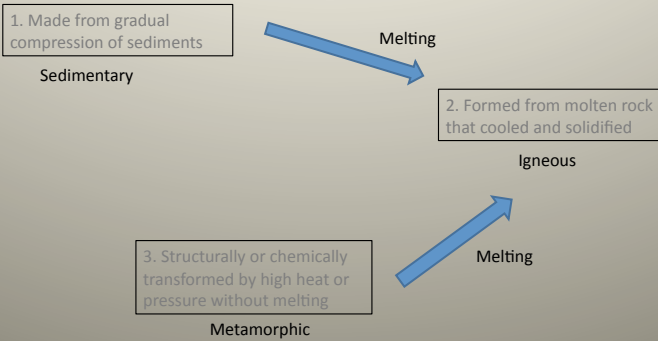 1. Made from gradual
compression of sediments
Sedimentary
Melting
2. Formed from molten rock
that cooled and solidified
Igneous
Melting
3. Structurally or chemically
transformed by high heat or
pressure without melting
Metamorphic